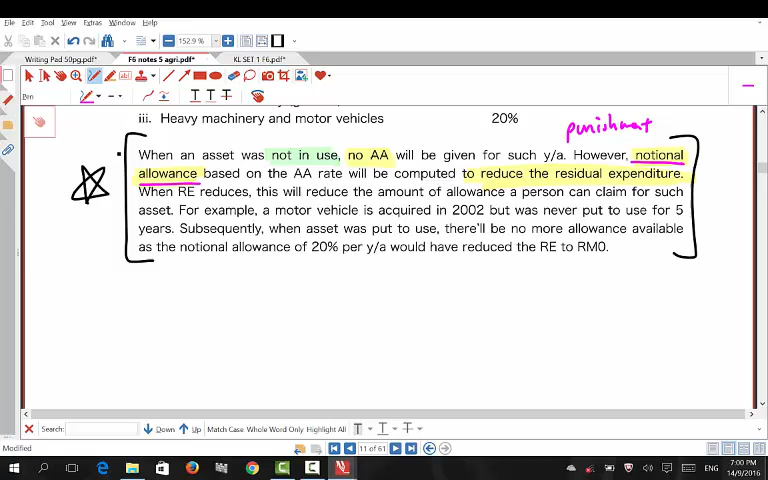 File Edit Tool View Extras Window Help
152.9 %
Writing Pad 50pg.pdf* F6 notes 5 agri.pdf* KL SET 1 F6.pdf*
Pen
iii. Heavy machinery and motor vehicles 20%
punishment
When an asset was not in use, no AA will be given for such y/a. However, notional
allowance based on the AA rate will be computed to reduce the residual expenditure.
When RE reduces, this will reduce the amount of allowance a person can claim for such
asset. For example, a motor vehicle is acquired in 2002 but was never put to use for 5
years. Subsequently, when asset was put to use, there'll be no more allowance available
as the notional allowance of 20% per y/a would have reduced the RE to RM0.
Search: Down Up Match Case Whole Word Only Highlight All T T T
Modified 11 of 61
ENG 7:00 PM
14/9/2016